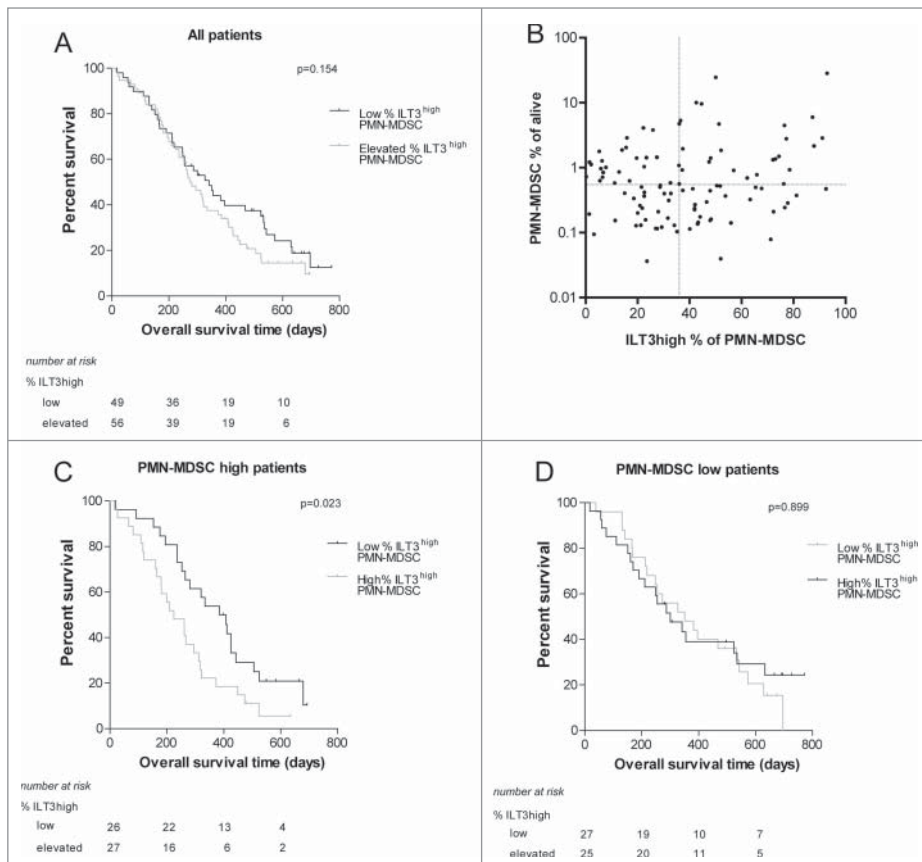 A
All patients
p=0.154
100
80
60
40
20
0
Percent survival
Low % ILT3high
PMN-MDSC
Elevated % ILT3high
PMN-MDSC
0 200 400 600 800
Overall survival time (days)
number at risk
% ILT3high
low 49 36 19 10
elevated 56 39 19 6
B
100
10
1
0.1
0.01
PMN-MDSC % of alive
0 20 40 60 80 100
ILT3high % of PMN-MDSC
C
PMN-MDSC high patients
p=0.023
100
80
60
40
20
0
Percent survival
Low % ILT3high
PMN-MDSC
High% ILT3high
PMN-MDSC
0 200 400 600 800
Overall survival time (days)
number at risk
% ILT3high
low 26 22 13 4
elevated 27 16 6 2
D
PMN-MDSC low patients
p=0.899
100
80
60
40
20
0
Percent survival
Low % ILT3high
PMN-MDSC
High% ILT3high
PMN-MDSC
0 200 400 600 800
Overall survival time (days)
number at risk
% ILT3high
low 27 19 10 7
elevated 25 20 11 5